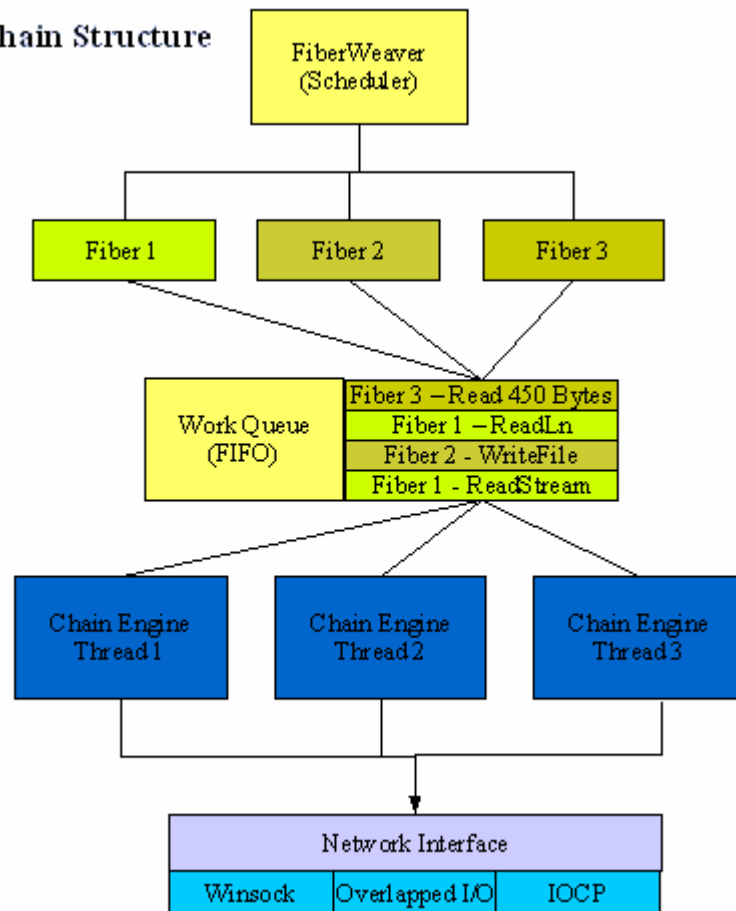 hain Structure
FiberWeaver
(Scheduler)
Fiber 1
Fiber 2
Fiber 3
Work Queue
(FIFO)
Fiber 3 – Read 450 Bytes
Fiber 1 – ReadLn
Fiber 2 - WriteFile
Fiber 1 - ReadStream
Chain Engine
Thread 1
Chain Engine
Thread 2
Chain Engine
Thread 3
Network Interface
Winsock
Overlapped I/O
IOCP